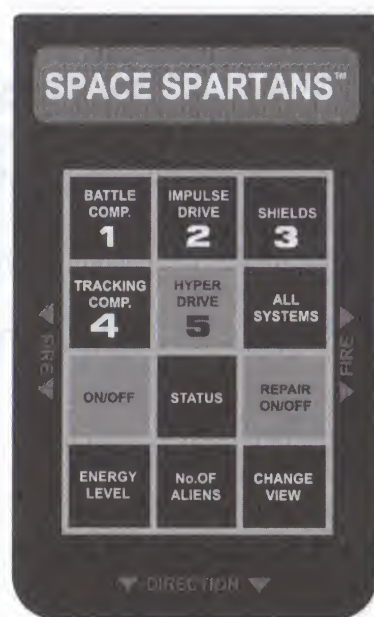 SPACE SPARTANS™
BATTLE COMP. 1
IMPULSE DRIVE 2
SHIELDS 3
TRACKING COMP. 4
HYPER DRIVE 5
ALL SYSTEMS
FIRE
FIRE
ON/OFF
STATUS
REPAIR ON/OFF
ENERGY LEVEL
No.OF ALIENS
CHANGE VIEW
DIRECTION